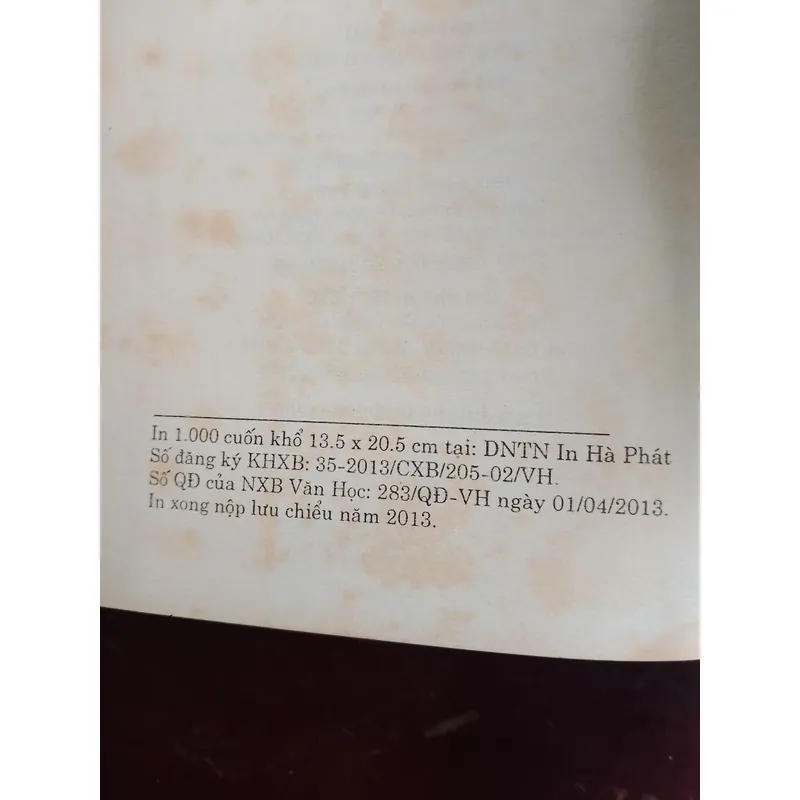 In 1.000 cuốn khổ 13.5 x 20.5 cm tại: DNTN In Hà Phát
Số đăng ký KHXB: 35-2013/CXB/205-02/VH.
Số QĐ của NXB Văn Học: 283/QĐ-VH ngày 01/04/2013.
In xong nộp lưu chiểu năm 2013.